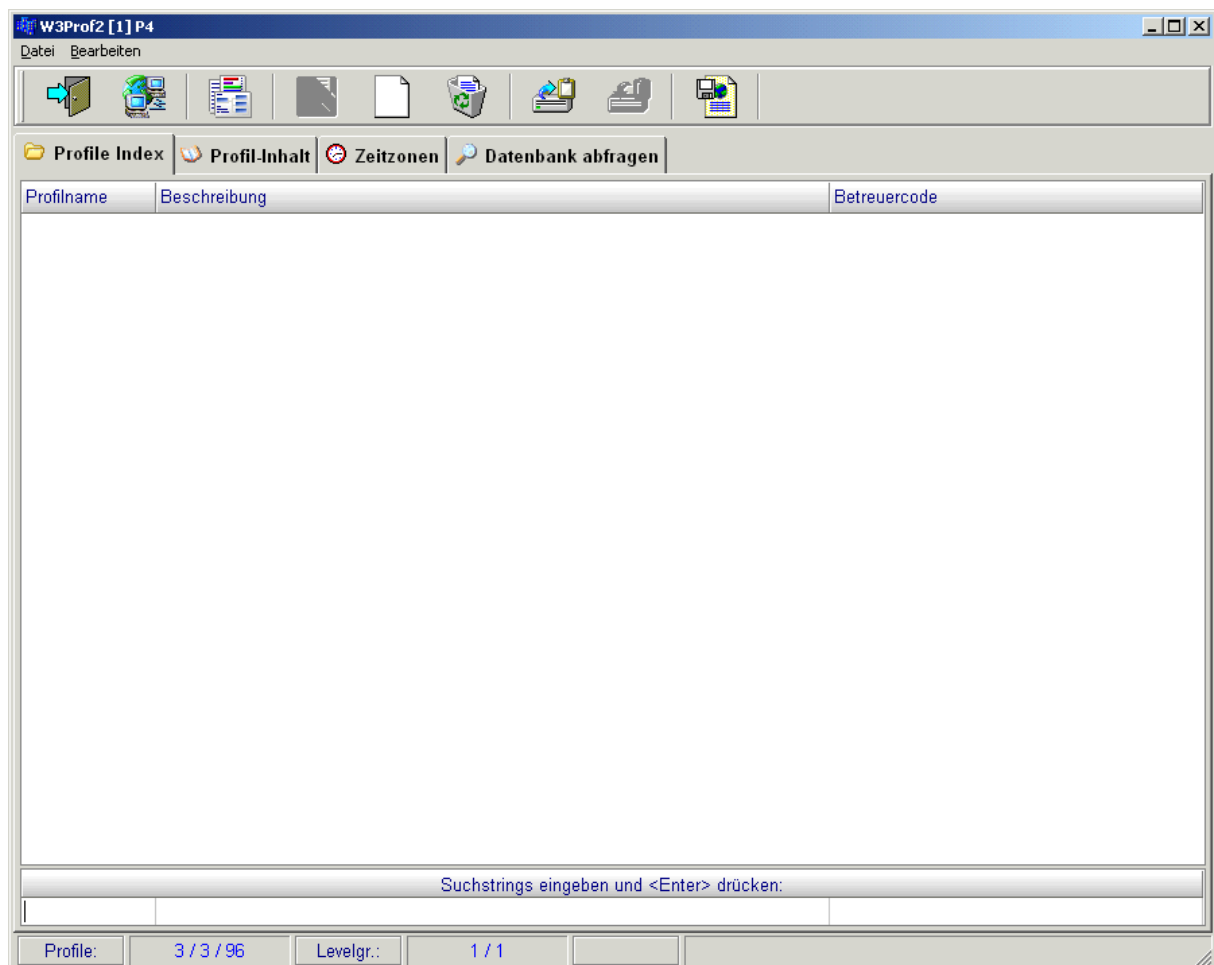 W3Prof2 [1] P4
Datei Bearbeiten
Profile Index Profil-Inhalt Zeitzonen Datenbank abfragen
Profilname Beschreibung Betreuercode
Suchstrings eingeben und <Enter> drücken:
Profile: 3 / 3 / 96 Levelgr.: 1 / 1